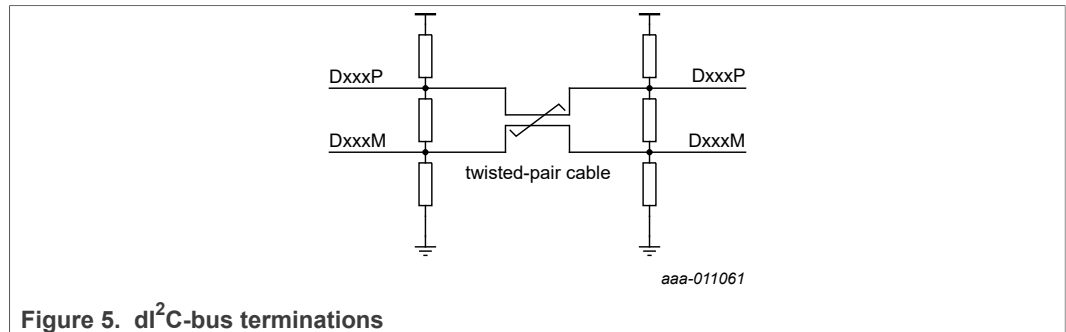 DxxxP DxxxP
DxxxM DxxxM
twisted-pair cable
aaa-011061
Figure 5. dI²C-bus terminations